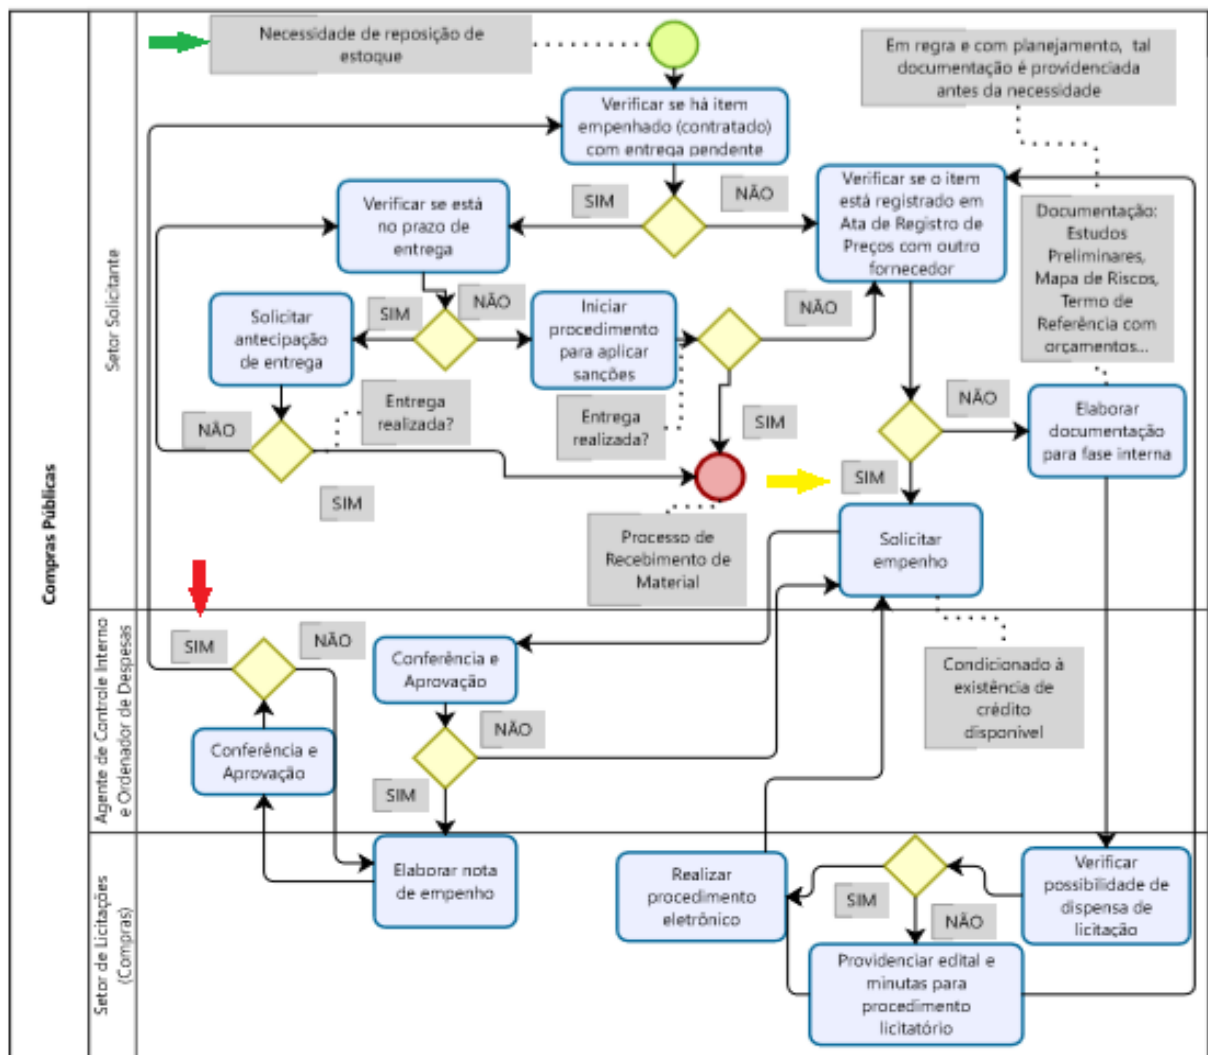 Compras Públicas
Setor Solicitante
Necessidade de reposição de
estoque
Em regra e com planejamento, tal
documentação é providenciada
antes da necessidade
Verificar se há item
empenhado (contratado)
com entrega pendente
SIM
NÃO
Verificar se está
no prazo de
entrega
Verificar se o item
está registrado em
Ata de Registro de
Preços com outro
fornecedor
Documentação:
Estudos
Preliminares,
Mapa de Riscos,
Termo de
Referência com
orçamentos...
Solicitar
antecipação
de entrega
SIM
NÃO
Iniciar
procedimento
para aplicar
sanções
NÃO
NÃO
Entrega
realizada?
Entrega
realizada?
SIM
NÃO
Elaborar
documentação
para fase interna
SIM
SIM
Processo de
Recebimento de
Material
Solicitar
empenho
Agente de Controle Interno
e Ordenador de Despesas
SIM
NÃO
Conferência e
Aprovação
Condicionado à
existência de
crédito
disponível
Conferência e
Aprovação
NÃO
SIM
Setor de Licitações
(Compras)
Elaborar nota
de empenho
Realizar
procedimento
eletrônico
SIM
NÃO
Verificar
possibilidade de
dispensa de
licitação
Providenciar edital e
minutas para
procedimento
licitatório